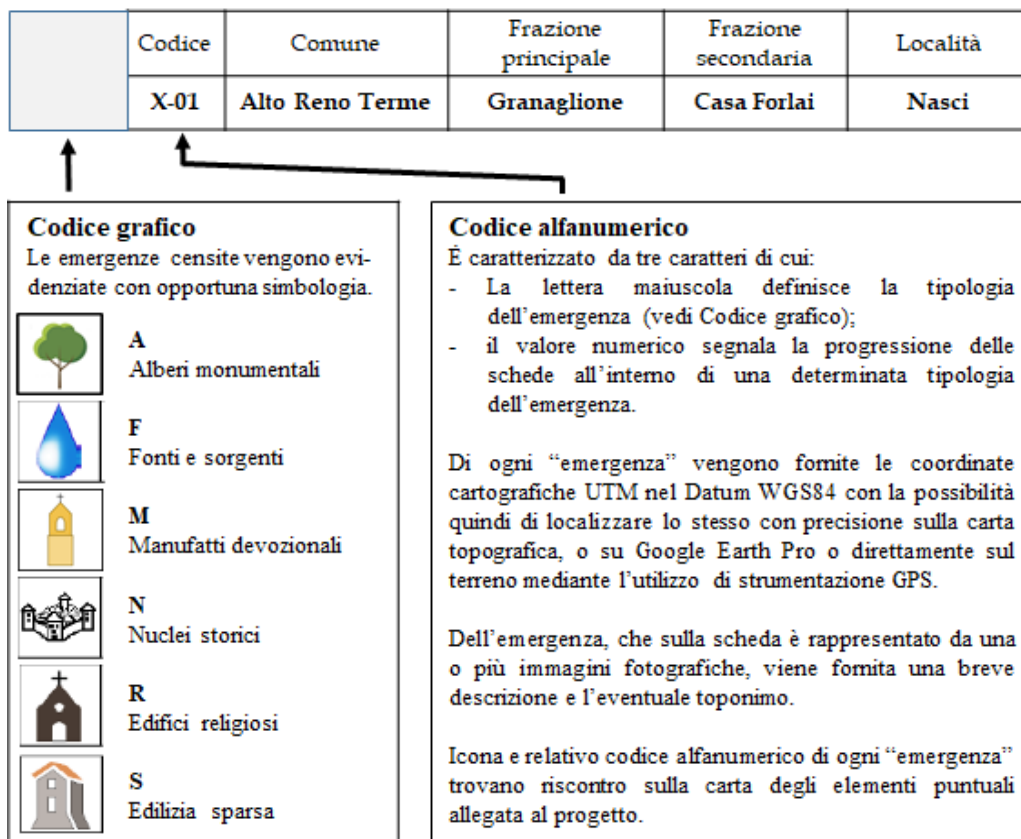 Codice Comune Frazione principale Frazione secondaria Località
X-01 Alto Reno Terme Granaglione Casa Forlai Nasci
Codice grafico
Le emergenze censite vengono evi-
denziate con opportuna simbologia.
A
Alberi monumentali
F
Fonti e sorgenti
M
Manufatti devozionali
N
Nuclei storici
R
Edifici religiosi
S
Edilizia sparsa
Codice alfanumerico
É caratterizzato da tre caratteri di cui:
- La lettera maiuscola definisce la tipologia
dell’emergenza (vedi Codice grafico);
- il valore numerico segnala la progressione delle
schede all’interno di una determinata tipologia
dell’emergenza.
Di ogni “emergenza” vengono fornite le coordinate
cartografiche UTM nel Datum WGS84 con la possibilità
quindi di localizzare lo stesso con precisione sulla carta
topografica, o su Google Earth Pro o direttamente sul
terreno mediante l’utilizzo di strumentazione GPS.
Dell’emergenza, che sulla scheda è rappresentato da una
o più immagini fotografiche, viene fornita una breve
descrizione e l’eventuale toponimo.
Icona e relativo codice alfanumerico di ogni “emergenza”
trovano riscontro sulla carta degli elementi puntuali
allegata al progetto.